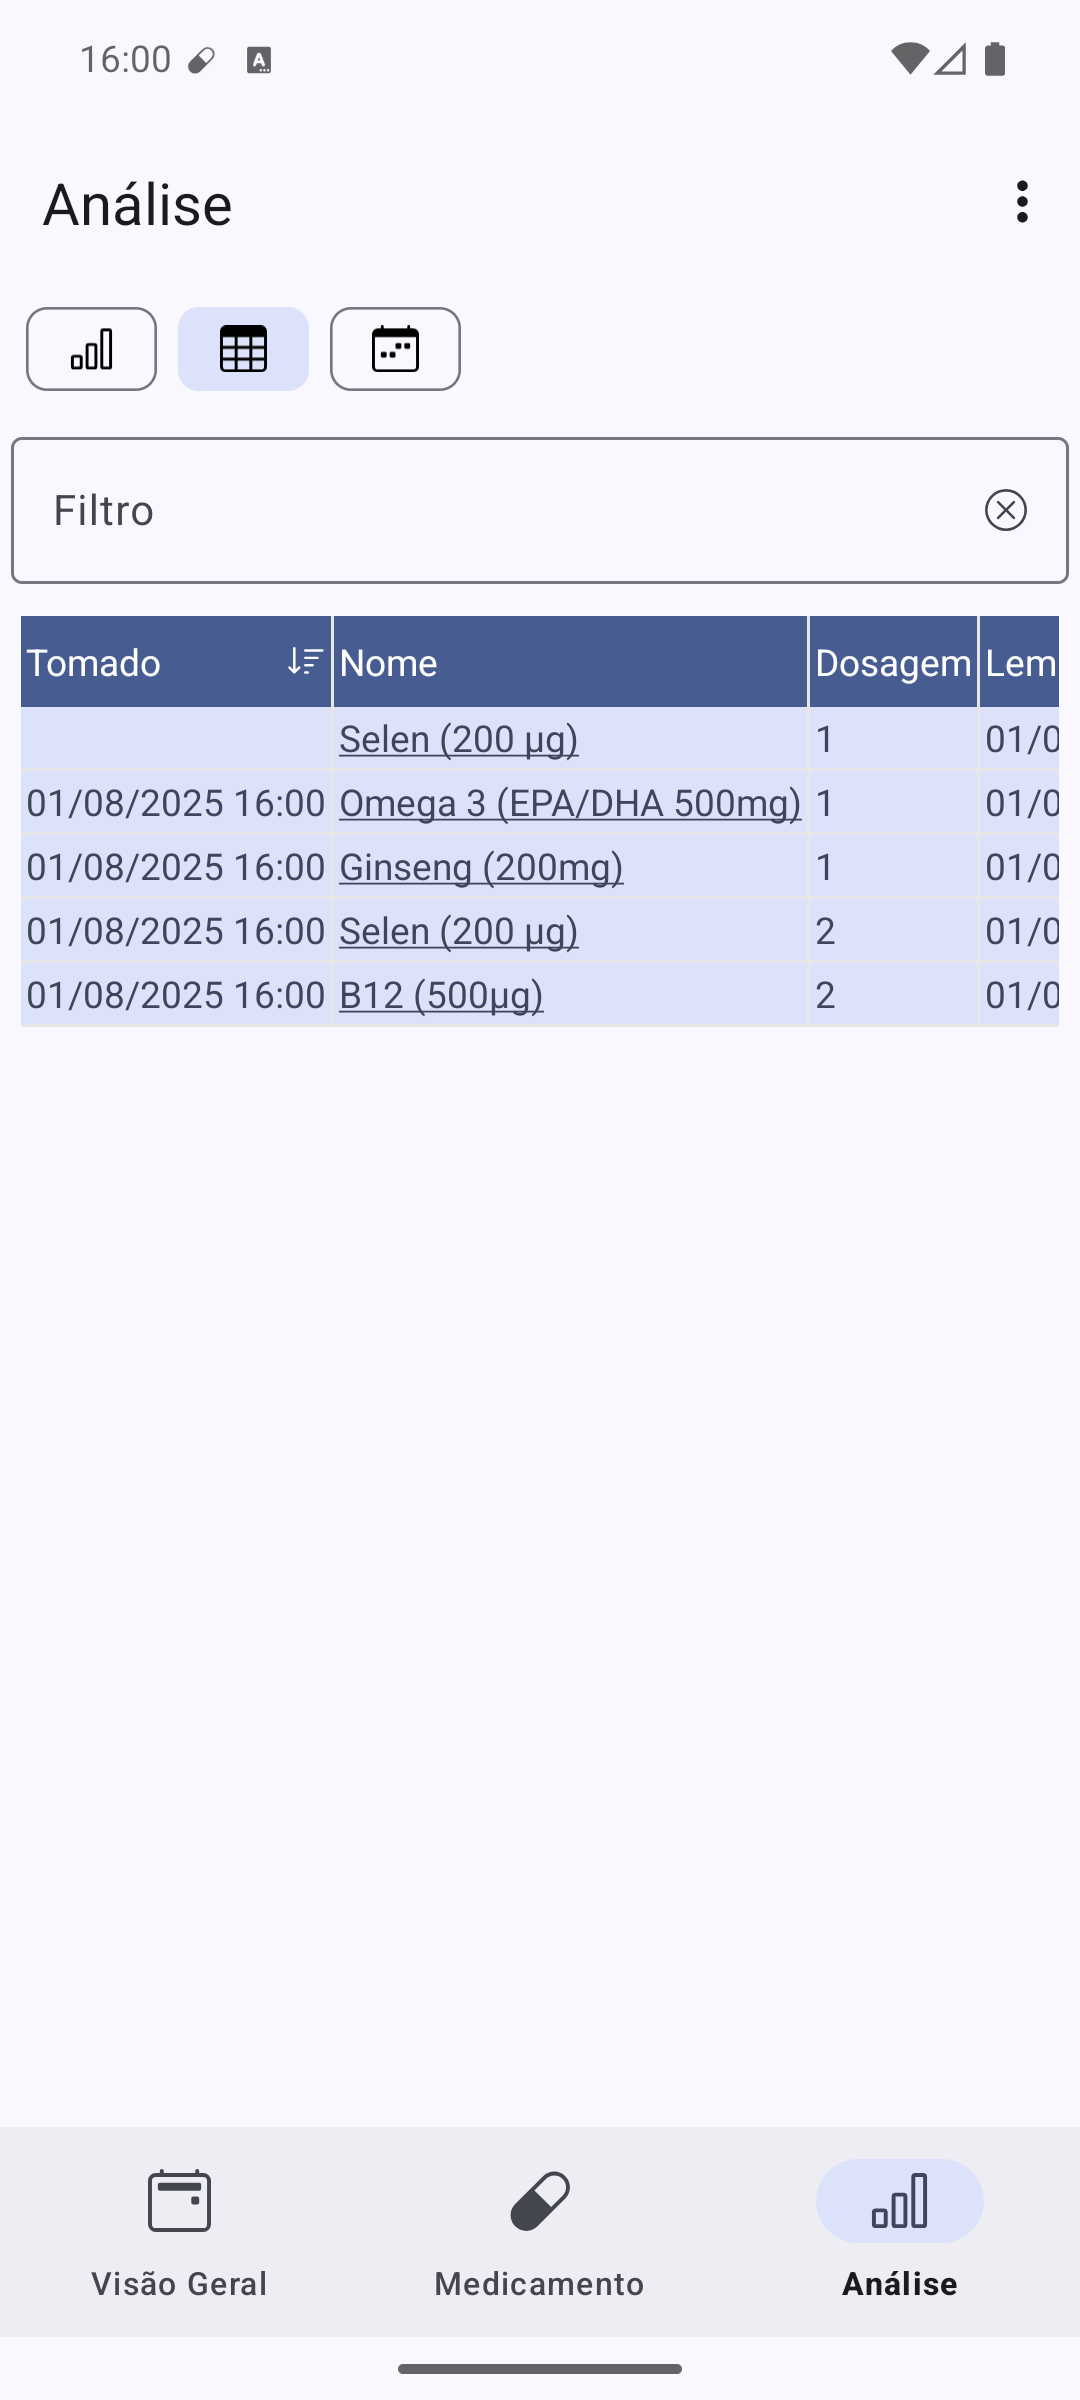 16:00
Análise
Filtro
Tomado Nome Dosagem Lem
Selen (200 µg) 1 01/0
01/08/2025 16:00 Omega 3 (EPA/DHA 500mg) 1 01/0
01/08/2025 16:00 Ginseng (200mg) 1 01/0
01/08/2025 16:00 Selen (200 µg) 2 01/0
01/08/2025 16:00 B12 (500µg) 2 01/0
Visão Geral Medicamento Análise